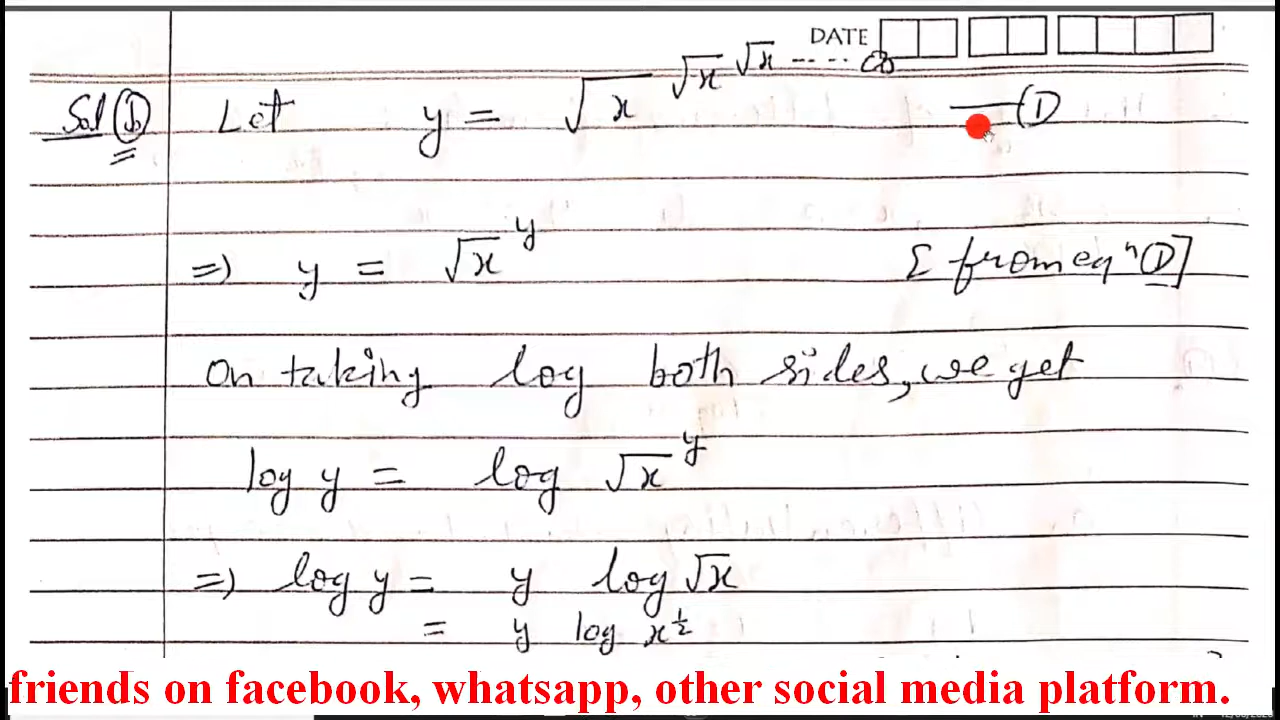 DATE
Sol ① Let y = √x^√x^√x ..... ∞ —①
=) y = √x^y [from eqⁿ ①]
On taking log both sides, we get
log y = log √x^y
=) log y = y log √x
= y log x^½
friends on facebook, whatsapp, other social media platform.